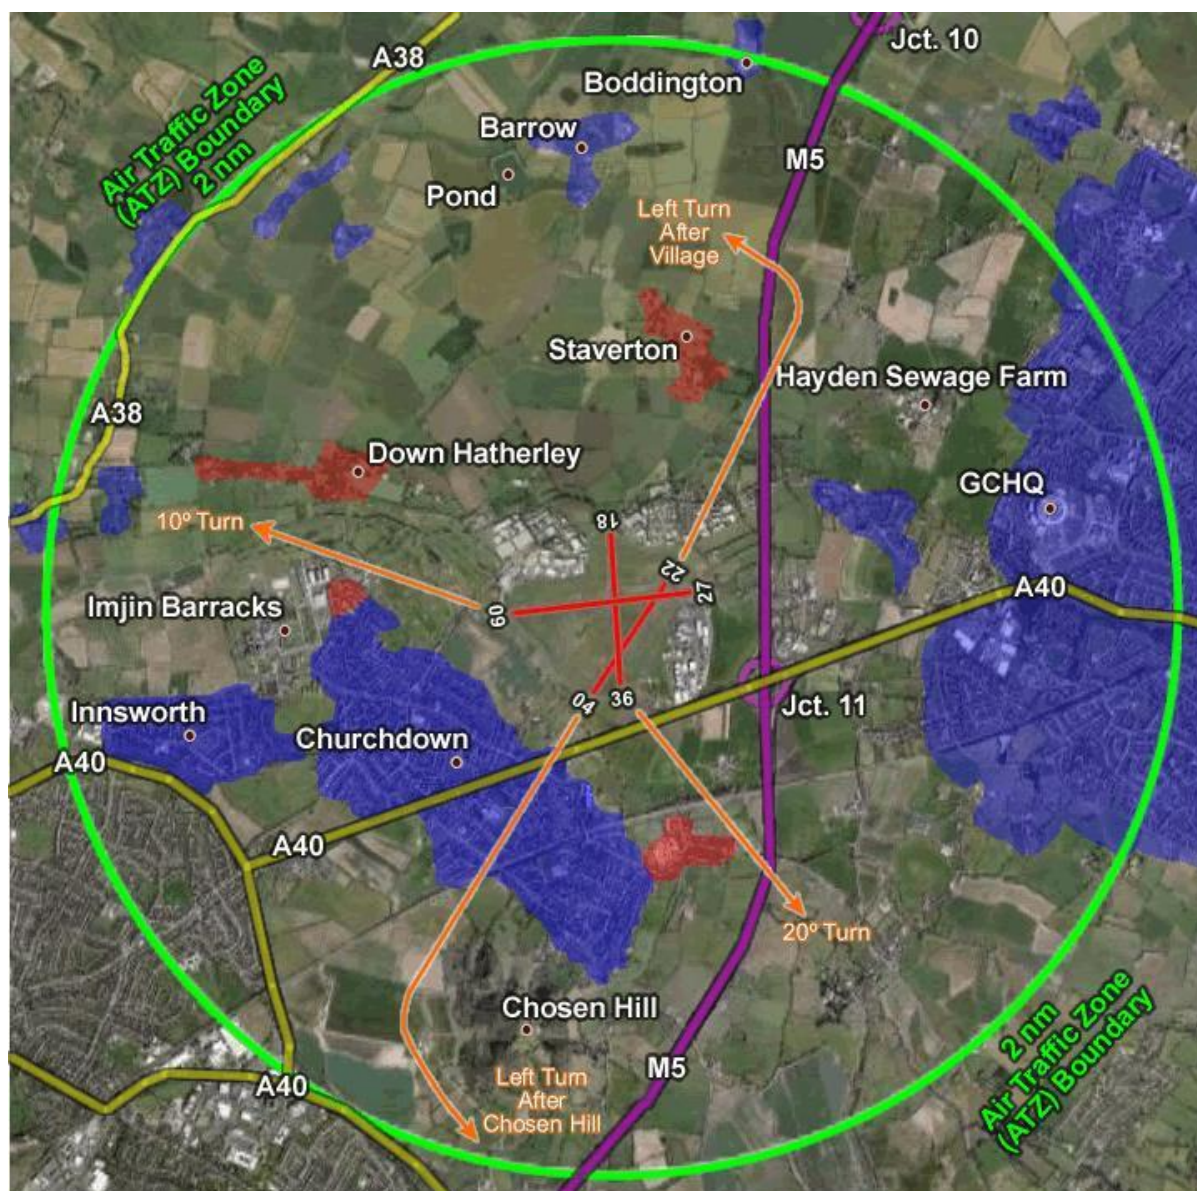 Jct. 10
A38
Air Traffic Zone
(ATZ) Boundary
2 nm
Boddington
Barrow
M5
Pond
Left Turn
After
Village
Staverton
Hayden Sewage Farm
A38
Down Hatherley
GCHQ
10º Turn
18
22
27
A40
09
Imjin Barracks
04
36
Jct. 11
Innsworth
Churchdown
A40
A40
20º Turn
Chosen Hill
2 nm
Air Traffic Zone
(ATZ) Boundary
M5
A40
Left Turn
After
Chosen Hill